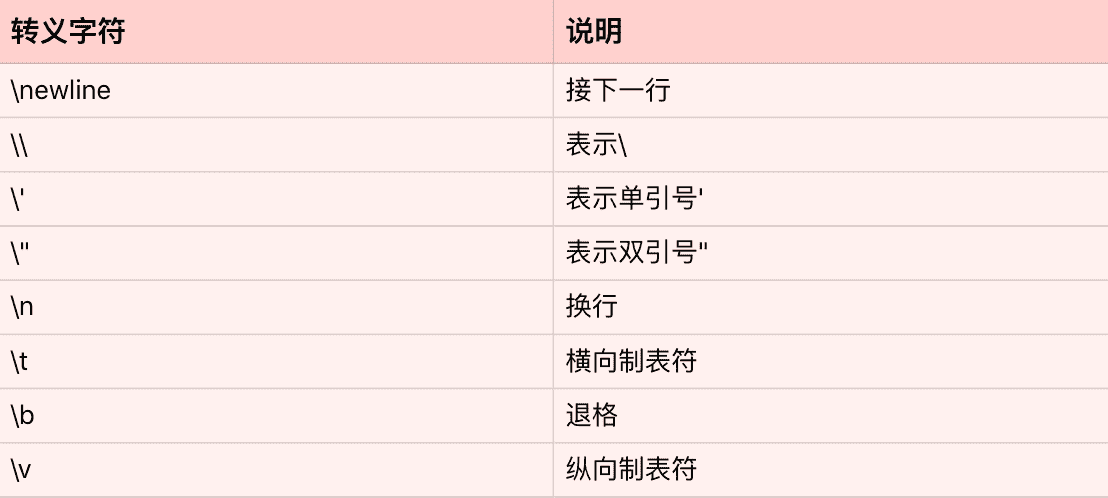 转义字符 说明
\newline 接下一行
\\ 表示\
\' 表示单引号'
\" 表示双引号"
\n 换行
\t 横向制表符
\b 退格
\v 纵向制表符